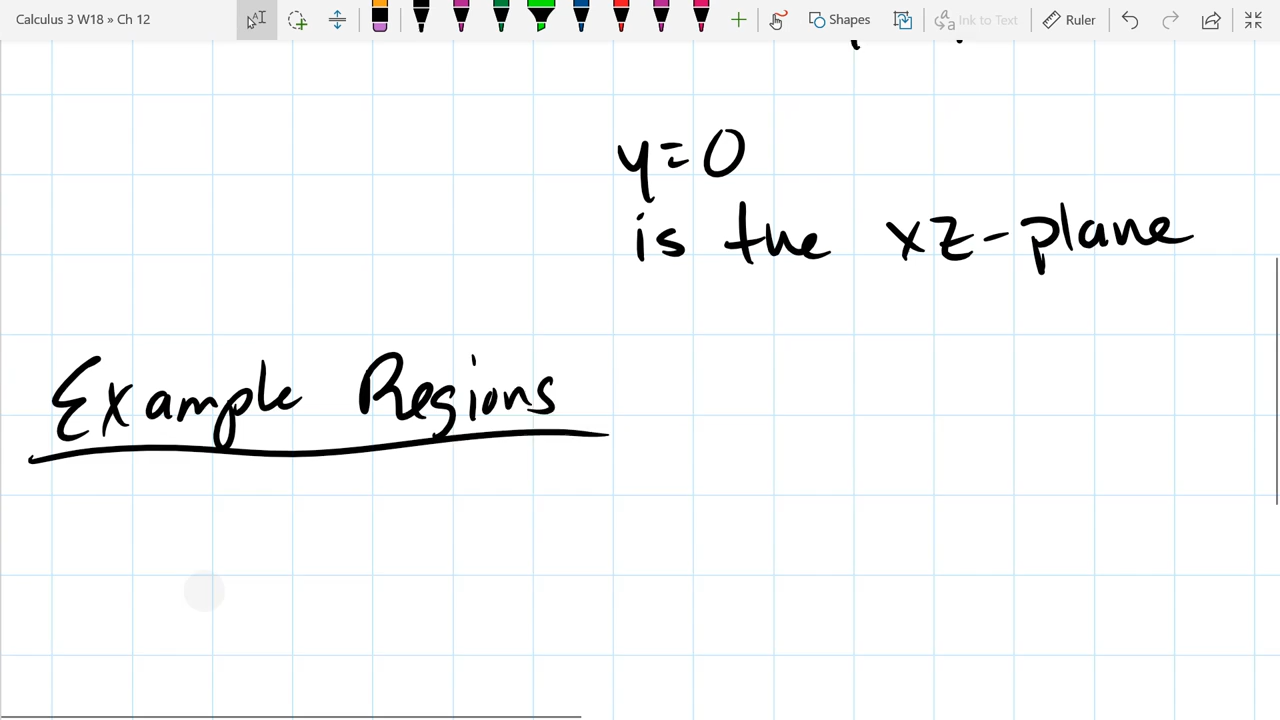 Calculus 3 W18 » Ch 12
Shapes
Ink to Text
Ruler
y=0
is the xz-plane
Example Regions